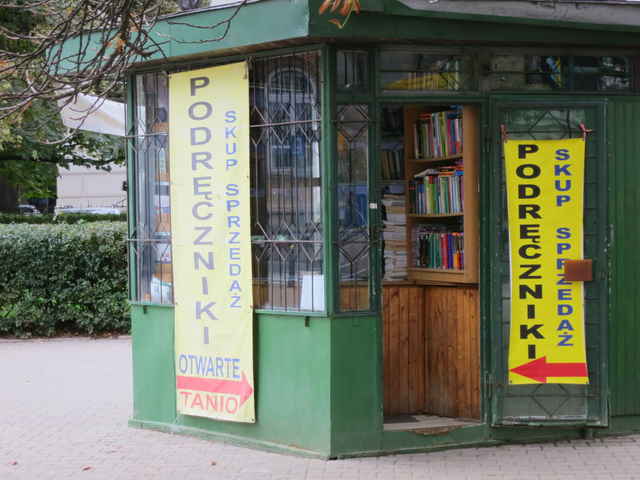 PODRĘCZNIKI
SKUP SPRZEDAŻ
OTWARTE
TANIO
PODRĘCZNIKI
SKUP SPRZEDAŻ